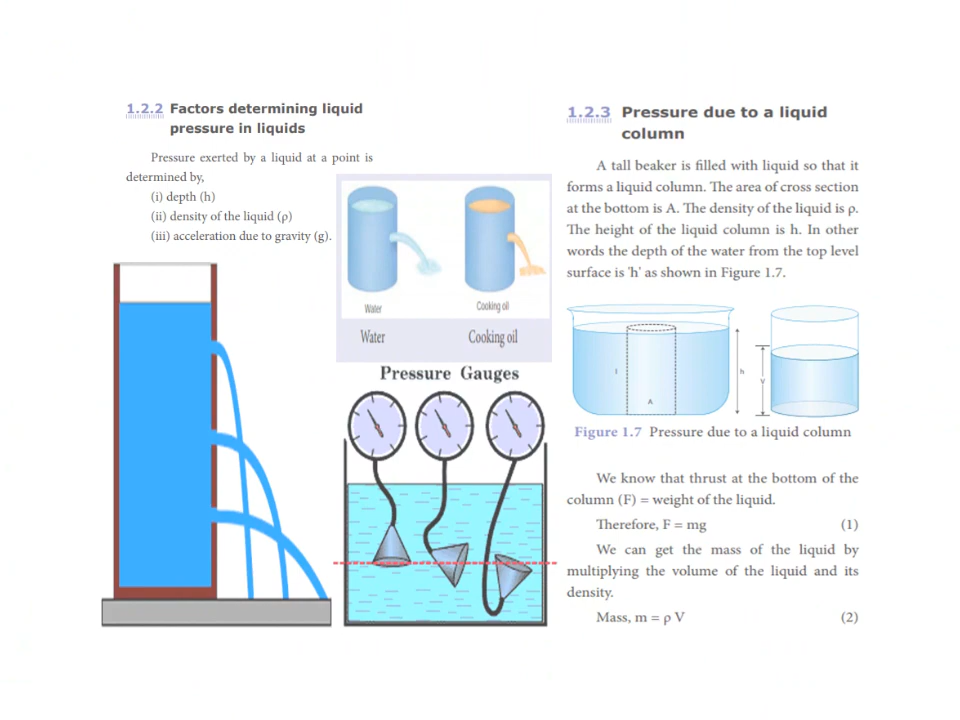 1.2.2 Factors determining liquid
pressure in liquids
Pressure exerted by a liquid at a point is
determined by,
(i) depth (h)
(ii) density of the liquid (ρ)
(iii) acceleration due to gravity (g).
Water
Cooking oil
Water
Cooking oil
Pressure Gauges
1.2.3 Pressure due to a liquid
column
A tall beaker is filled with liquid so that it
forms a liquid column. The area of cross section
at the bottom is A. The density of the liquid is ρ.
The height of the liquid column is h. In other
words the depth of the water from the top level
surface is 'h' as shown in Figure 1.7.
l
A
h
V
Figure 1.7 Pressure due to a liquid column
We know that thrust at the bottom of the
column (F) = weight of the liquid.
Therefore, F = mg (1)
We can get the mass of the liquid by
multiplying the volume of the liquid and its
density.
Mass, m = ρ V (2)